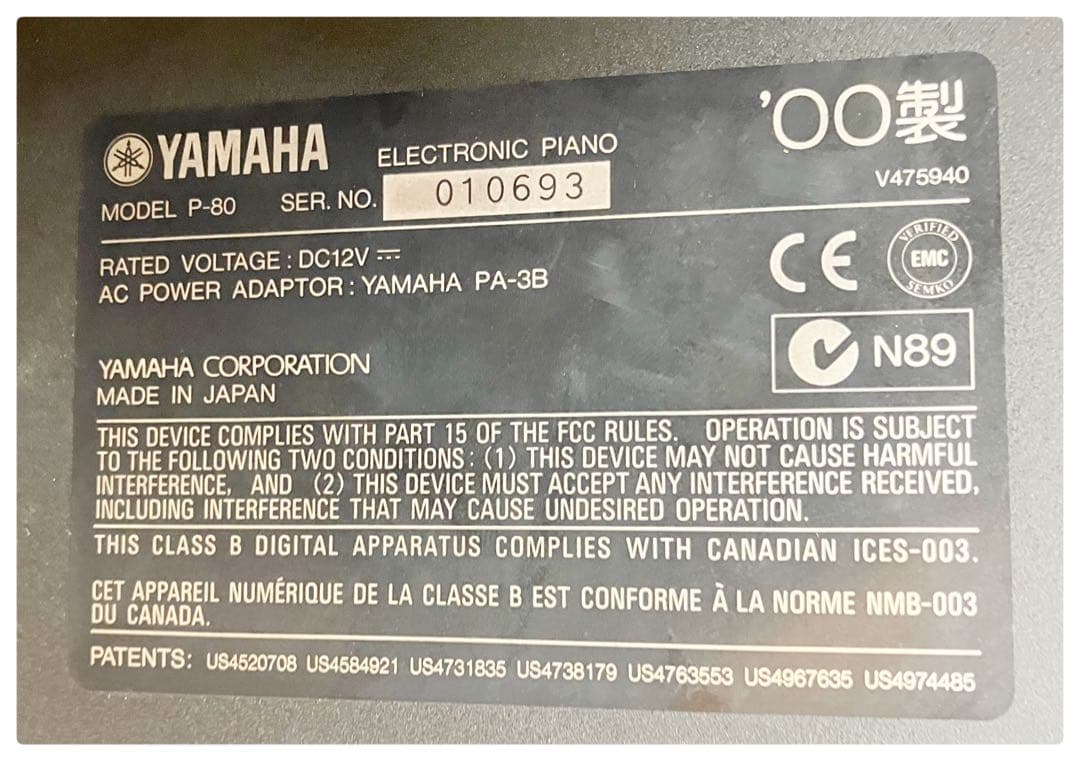 YAMAHA ELECTRONIC PIANO '00製
MODEL P-80 SER. NO. 010693 V475940
RATED VOLTAGE : DC12V ⎓
AC POWER ADAPTOR : YAMAHA PA-3B
CE VERIFIED EMC SEMKO
N89
YAMAHA CORPORATION
MADE IN JAPAN
THIS DEVICE COMPLIES WITH PART 15 OF THE FCC RULES. OPERATION IS SUBJECT
TO THE FOLLOWING TWO CONDITIONS : (1) THIS DEVICE MAY NOT CAUSE HARMFUL
INTERFERENCE, AND (2) THIS DEVICE MUST ACCEPT ANY INTERFERENCE RECEIVED,
INCLUDING INTERFERENCE THAT MAY CAUSE UNDESIRED OPERATION.
THIS CLASS B DIGITAL APPARATUS COMPLIES WITH CANADIAN ICES-003.
CET APPAREIL NUMÉRIQUE DE LA CLASSE B EST CONFORME À LA NORME NMB-003
DU CANADA.
PATENTS: US4520708 US4584921 US4731835 US4738179 US4763553 US4967635 US4974485